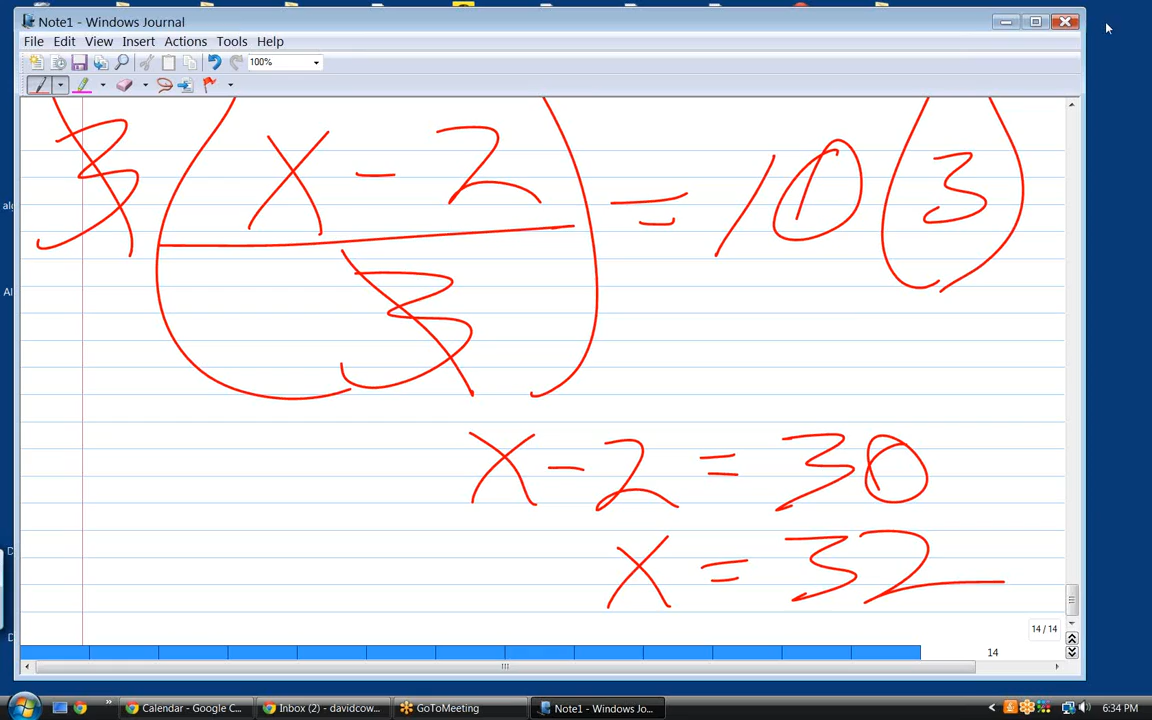 Note1 - Windows Journal
File Edit View Insert Actions Tools Help
100%
3(x - 2 / 3) = 10(3)
x - 2 = 30
x = 32
14 / 14
14
Calendar - Google C...
Inbox (2) - davidcow...
GoToMeeting
Note1 - Windows Jo...
6:34 PM